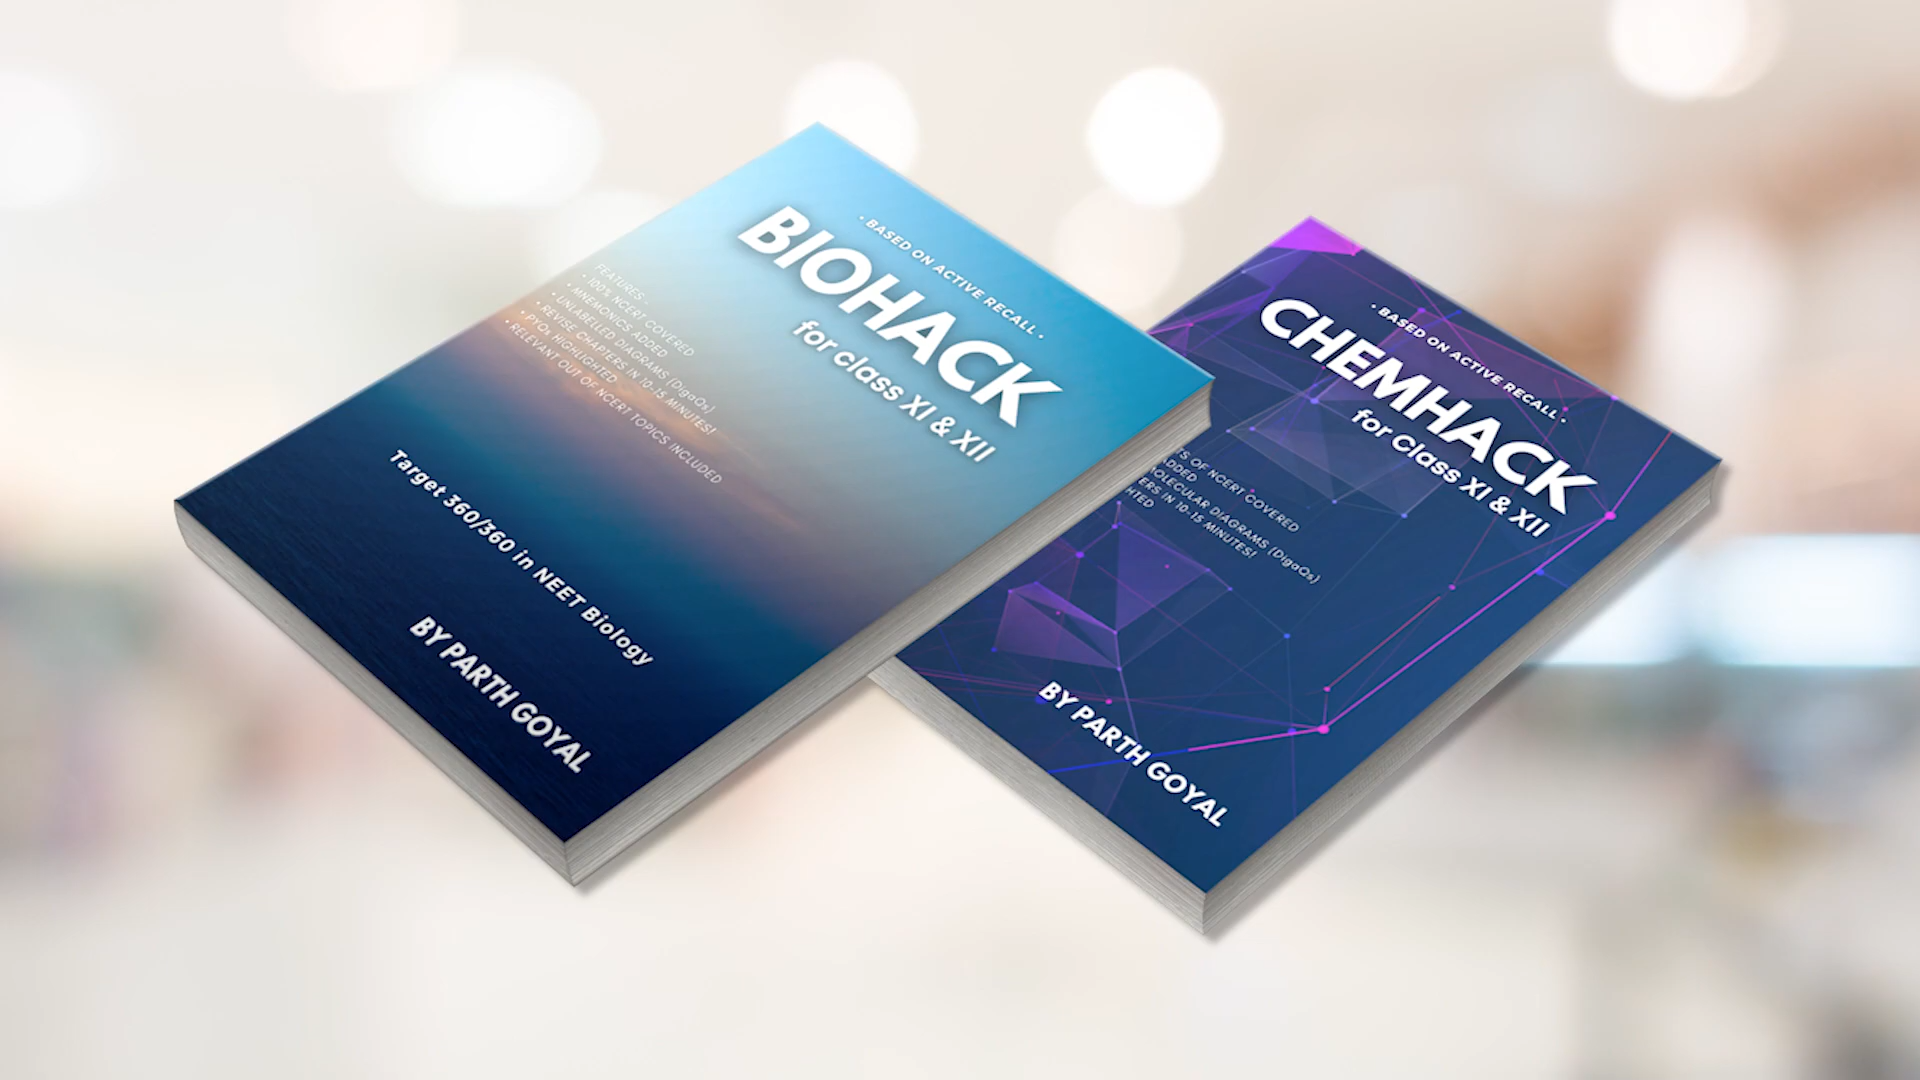 · BASED ON ACTIVE RECALL ·
BIOHACK
for class XI & XII
FEATURES -
• 100% NCERT COVERED
• MNEMONICS ADDED
• UNLABELLED DIAGRAMS (DigaQs)
• REVISE CHAPTERS IN 10-15 MINUTES!
• PYQs HIGHLIGHTED
• RELEVANT OUT OF NCERT TOPICS INCLUDED
Target 360/360 in NEET Biology
BY PARTH GOYAL
· BASED ON ACTIVE RECALL ·
CHEMHACK
for Class XI & XII
TS OF NCERT COVERED
ADDED
MOLECULAR DIAGRAMS (DigaQs)
ERS IN 10-15 MINUTES!
HTED
BY PARTH GOYAL